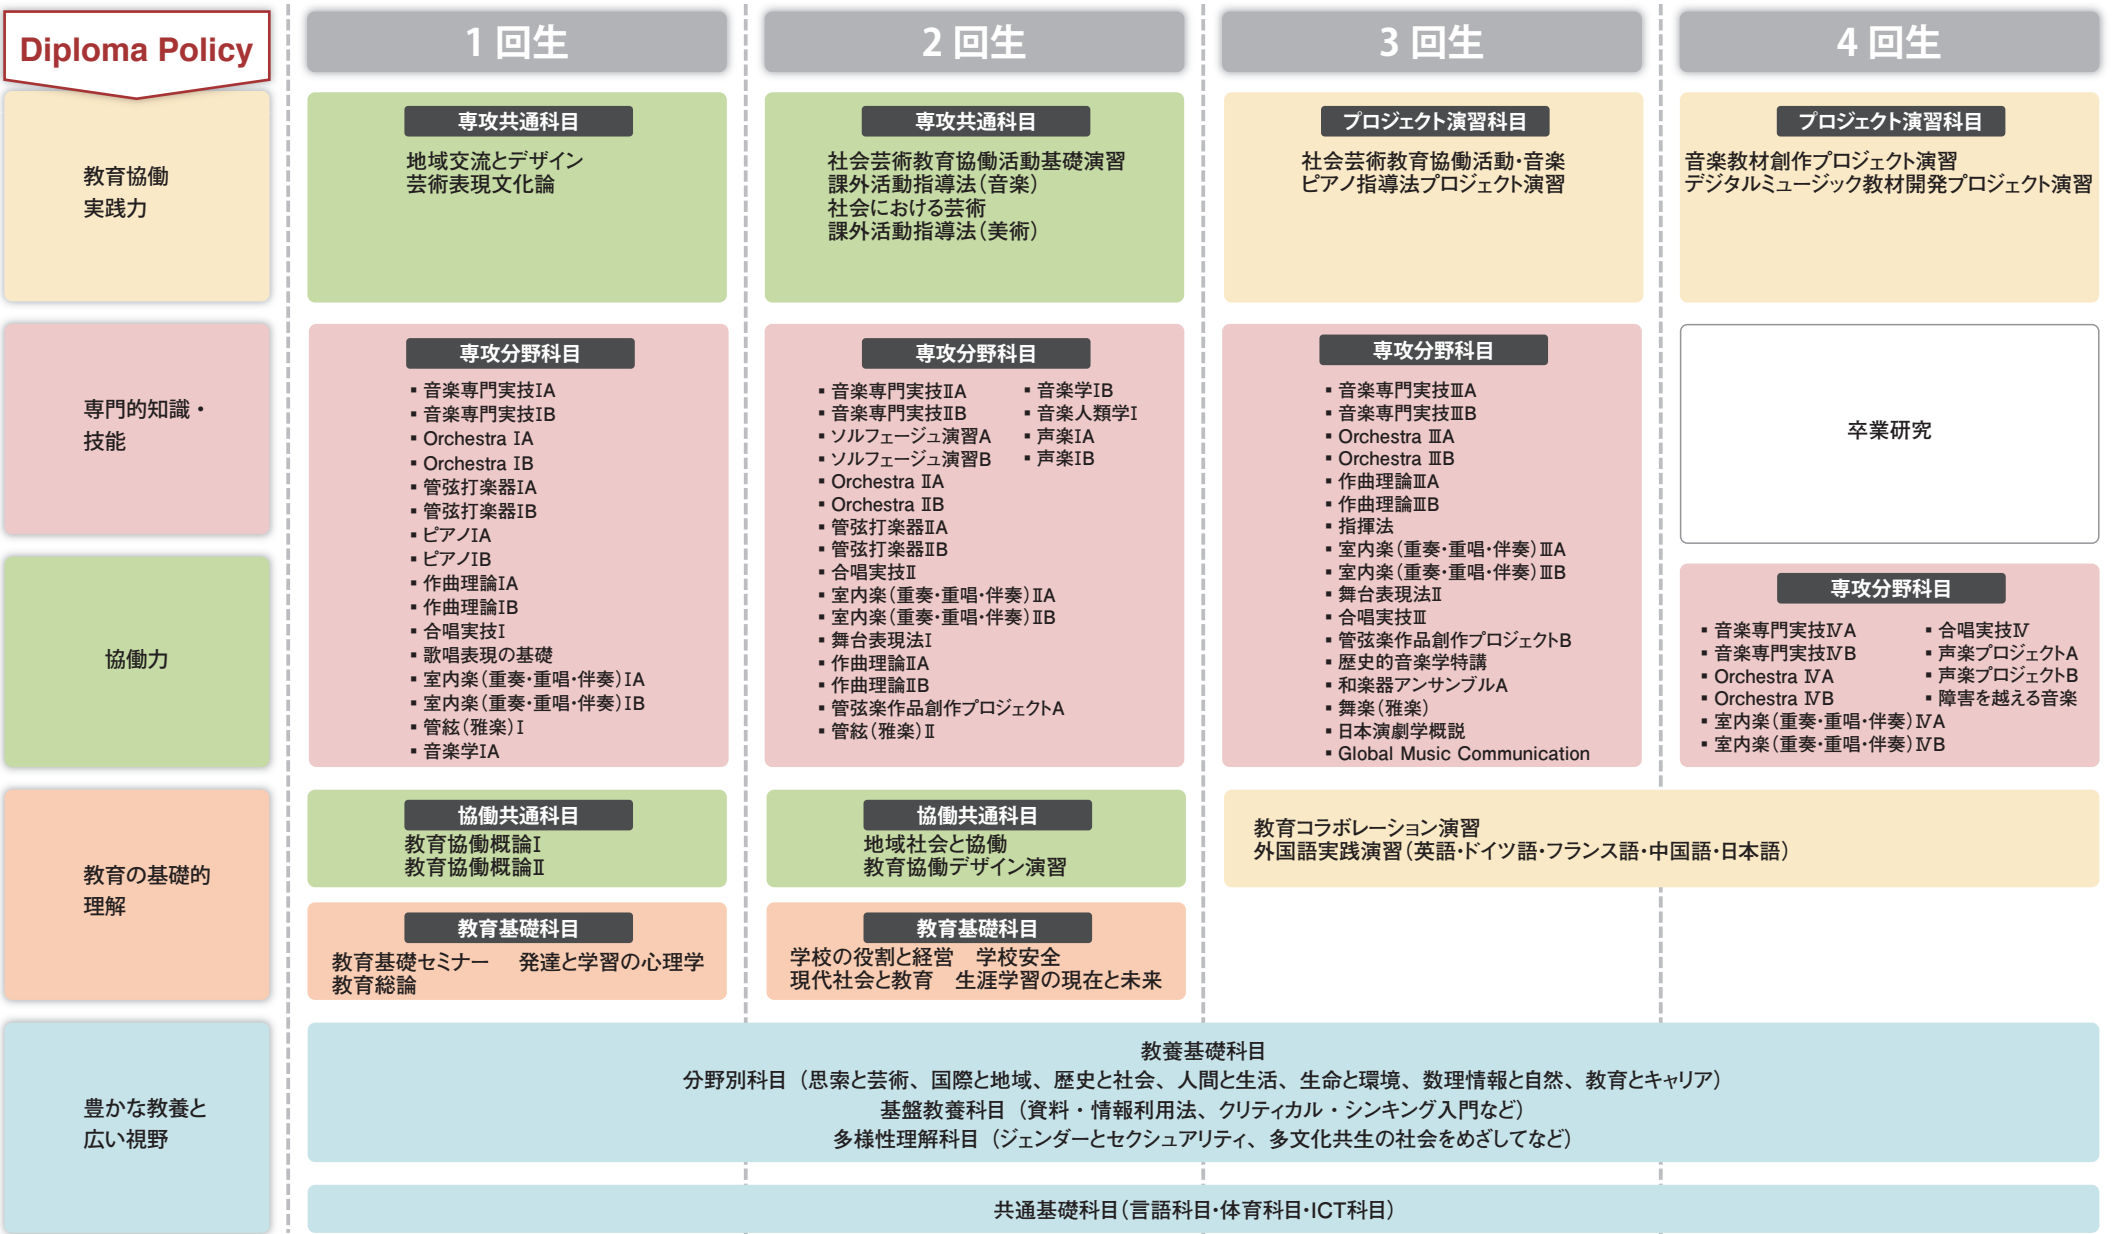 Diploma Policy
1 回生
2 回生
3 回生
4 回生
教育協働
実践力
専攻共通科目
地域交流とデザイン
芸術表現文化論
専攻共通科目
社会芸術教育協働活動基礎演習
課外活動指導法(音楽)
社会における芸術
課外活動指導法(美術)
プロジェクト演習科目
社会芸術教育協働活動・音楽
ピアノ指導法プロジェクト演習
プロジェクト演習科目
音楽教材創作プロジェクト演習
デジタルミュージック教材開発プロジェクト演習
専門的知識・
技能
協働力
専攻分野科目
▪ 音楽専門実技IA
▪ 音楽専門実技IB
▪ Orchestra IA
▪ Orchestra IB
▪ 管弦打楽器IA
▪ 管弦打楽器IB
▪ ピアノIA
▪ ピアノIB
▪ 作曲理論IA
▪ 作曲理論IB
▪ 合唱実技I
▪ 歌唱表現の基礎
▪ 室内楽(重奏・重唱・伴奏)IA
▪ 室内楽(重奏・重唱・伴奏)IB
▪ 管絃(雅楽)I
▪ 音楽学IA
専攻分野科目
▪ 音楽専門実技ⅡA
▪ 音楽専門実技ⅡB
▪ ソルフェージュ演習A
▪ ソルフェージュ演習B
▪ Orchestra ⅡA
▪ Orchestra ⅡB
▪ 管弦打楽器ⅡA
▪ 管弦打楽器ⅡB
▪ 合唱実技Ⅱ
▪ 室内楽(重奏・重唱・伴奏)ⅡA
▪ 室内楽(重奏・重唱・伴奏)ⅡB
▪ 舞台表現法I
▪ 作曲理論ⅡA
▪ 作曲理論ⅡB
▪ 管弦楽作品創作プロジェクトA
▪ 管絃(雅楽)Ⅱ
▪ 音楽学IB
▪ 音楽人類学I
▪ 声楽IA
▪ 声楽IB
専攻分野科目
▪ 音楽専門実技ⅢA
▪ 音楽専門実技ⅢB
▪ Orchestra ⅢA
▪ Orchestra ⅢB
▪ 作曲理論ⅢA
▪ 作曲理論ⅢB
▪ 指揮法
▪ 室内楽(重奏・重唱・伴奏)ⅢA
▪ 室内楽(重奏・重唱・伴奏)ⅢB
▪ 舞台表現法Ⅱ
▪ 合唱実技Ⅲ
▪ 管弦楽作品創作プロジェクトB
▪ 歴史的音楽学特講
▪ 和楽器アンサンブルA
▪ 舞楽(雅楽)
▪ 日本演劇学概説
▪ Global Music Communication
卒業研究
専攻分野科目
▪ 音楽専門実技ⅣA
▪ 音楽専門実技ⅣB
▪ Orchestra ⅣA
▪ Orchestra ⅣB
▪ 室内楽(重奏・重唱・伴奏)ⅣA
▪ 室内楽(重奏・重唱・伴奏)ⅣB
▪ 合唱実技Ⅳ
▪ 声楽プロジェクトA
▪ 声楽プロジェクトB
▪ 障害を越える音楽
教育の基礎的
理解
協働共通科目
教育協働概論I
教育協働概論Ⅱ
協働共通科目
地域社会と協働
教育協働デザイン演習
教育コラボレーション演習
外国語実践演習(英語・ドイツ語・フランス語・中国語・日本語)
教育基礎科目
教育基礎セミナー 発達と学習の心理学
教育総論
教育基礎科目
学校の役割と経営 学校安全
現代社会と教育 生涯学習の現在と未来
豊かな教養と
広い視野
教養基礎科目
分野別科目(思索と芸術、国際と地域、歴史と社会、人間と生活、生命と環境、数理情報と自然、教育とキャリア)
基盤教養科目(資料・情報利用法、クリティカル・シンキング入門など)
多様性理解科目(ジェンダーとセクシュアリティ、多文化共生の社会をめざしてなど)
共通基礎科目(言語科目・体育科目・ICT科目)